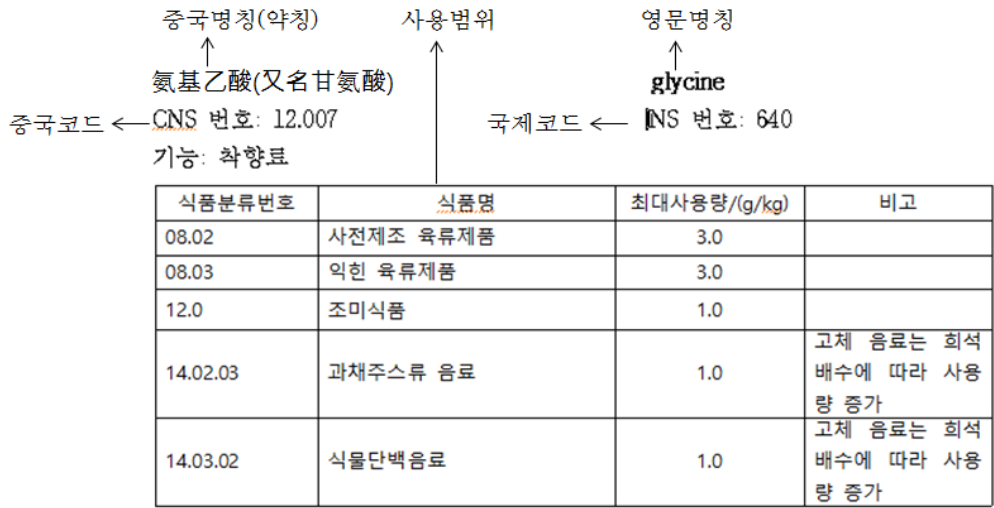 중국명칭(약칭) 사용범위 영문명칭
氨基乙酸(又名甘氨酸) glycine
중국코드 CNS 번호: 12.007 국제코드 INS 번호: 640
기능: 착향료
식품분류번호 식품명 최대사용량/(g/kg) 비고
08.02 사전제조 육류제품 3.0
08.03 익힌 육류제품 3.0
12.0 조미식품 1.0
14.02.03 과채주스류 음료 1.0
고체 음료는 희석
배수에 따라 사용
량 증가
14.03.02 식물단백음료 1.0
고체 음료는 희석
배수에 따라 사용
량 증가